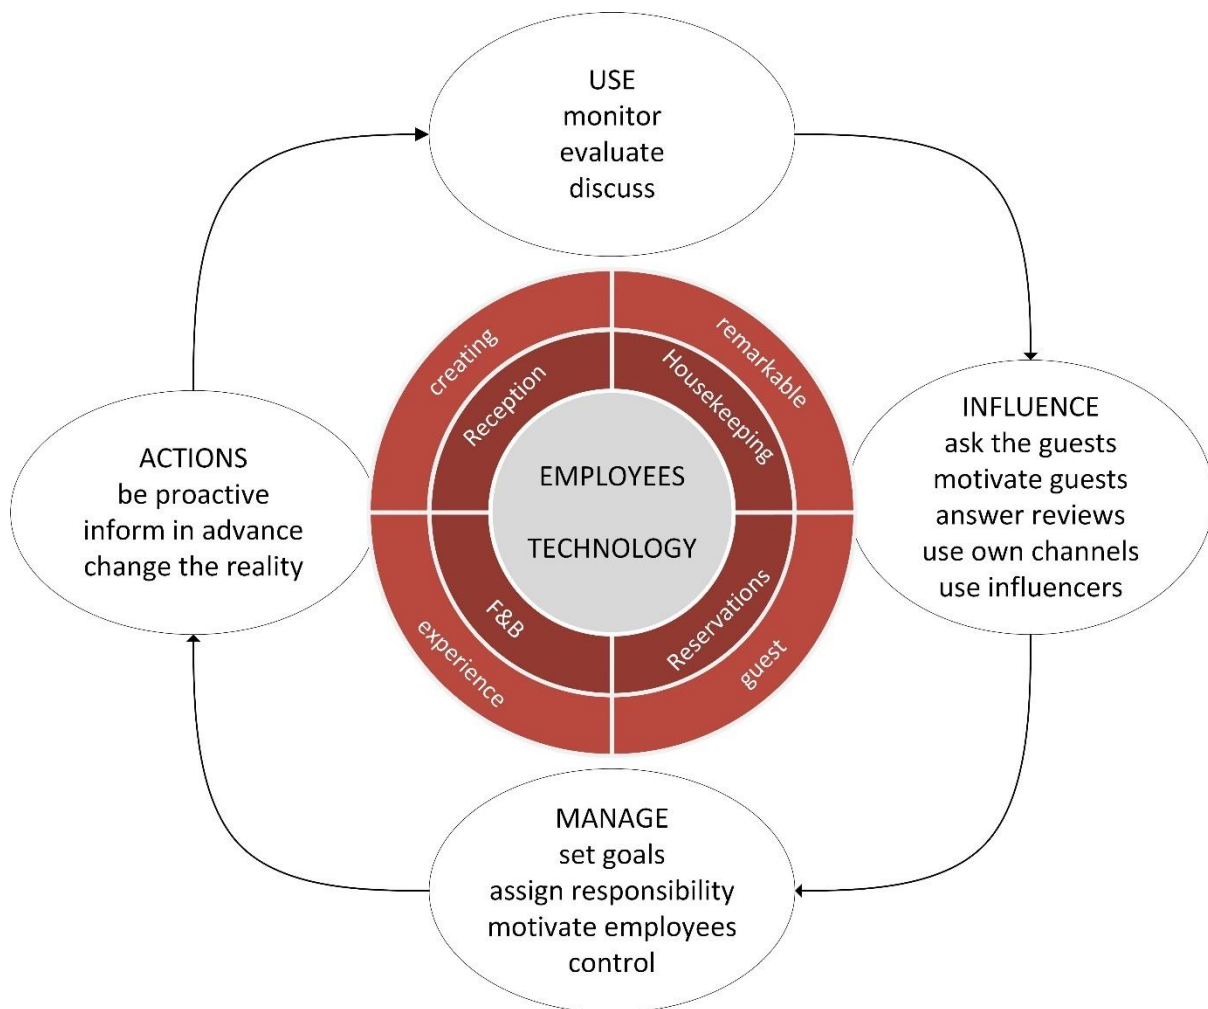 USE
monitor
evaluate
discuss
creating
remarkable
Reception
Housekeeping
EMPLOYEES
TECHNOLOGY
F&B
Reservations
experience
guest
INFLUENCE
ask the guests
motivate guests
answer reviews
use own channels
use influencers
MANAGE
set goals
assign responsibility
motivate employees
control
ACTIONS
be proactive
inform in advance
change the reality